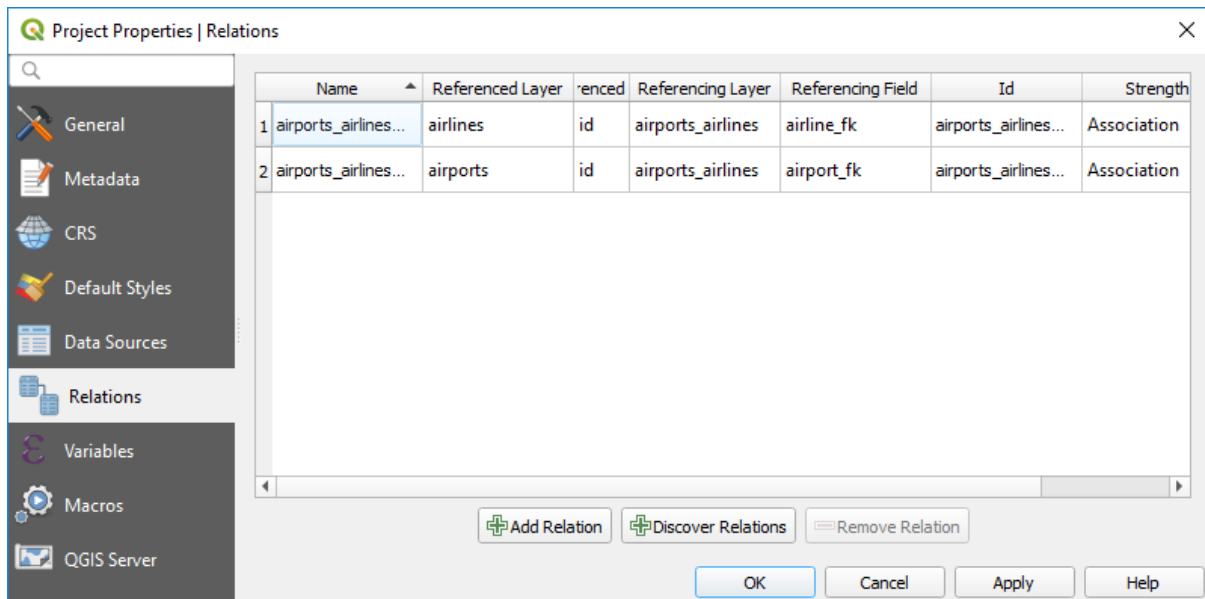 Project Properties | Relations
General
Metadata
CRS
Default Styles
Data Sources
Relations
Variables
Macros
QGIS Server
Name Referenced Layer renced Referencing Layer Referencing Field Id Strength
1 airports_airlines... airlines id airports_airlines airline_fk airports_airlines... Association
2 airports_airlines... airports id airports_airlines airport_fk airports_airlines... Association
Add Relation Discover Relations Remove Relation
OK Cancel Apply Help